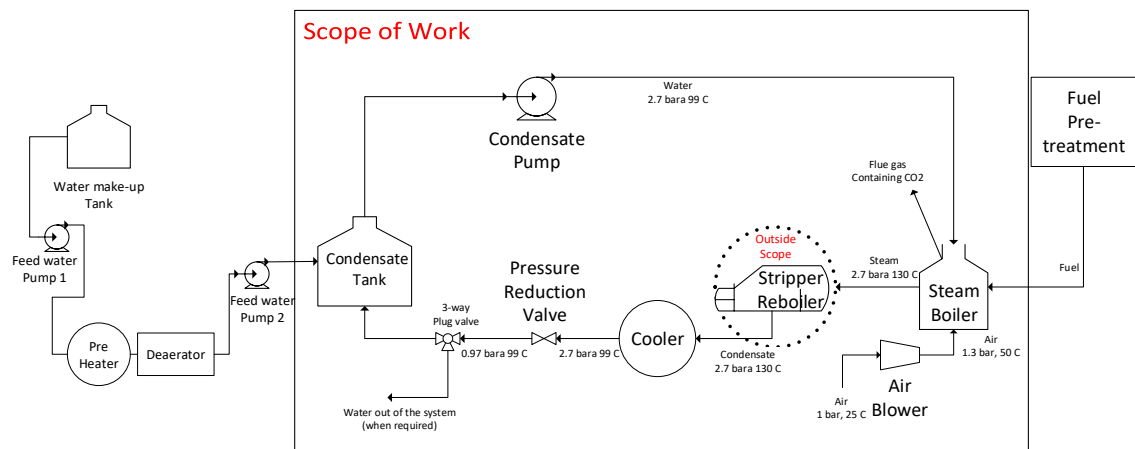 Scope of Work
Water
2.7 bara 99 C
Condensate
Pump
Fuel
Pre-
treatment
Water make-up
Tank
Feed water
Pump 1
Pre
Heater
Deaerator
Feed water
Pump 2
Condensate
Tank
3-way
Plug valve
Pressure
Reduction
Valve
0.97 bara 99 C
2.7 bara 99 C
Water out of the system
(when required)
Cooler
Outside
Scope
Stripper
Reboiler
Condensate
2.7 bara 130 C
Steam
2.7 bara 130 C
Flue gas
Containing CO2
Steam
Boiler
Fuel
Air
1.3 bar, 50 C
Air
Blower
Air
1 bar, 25 C